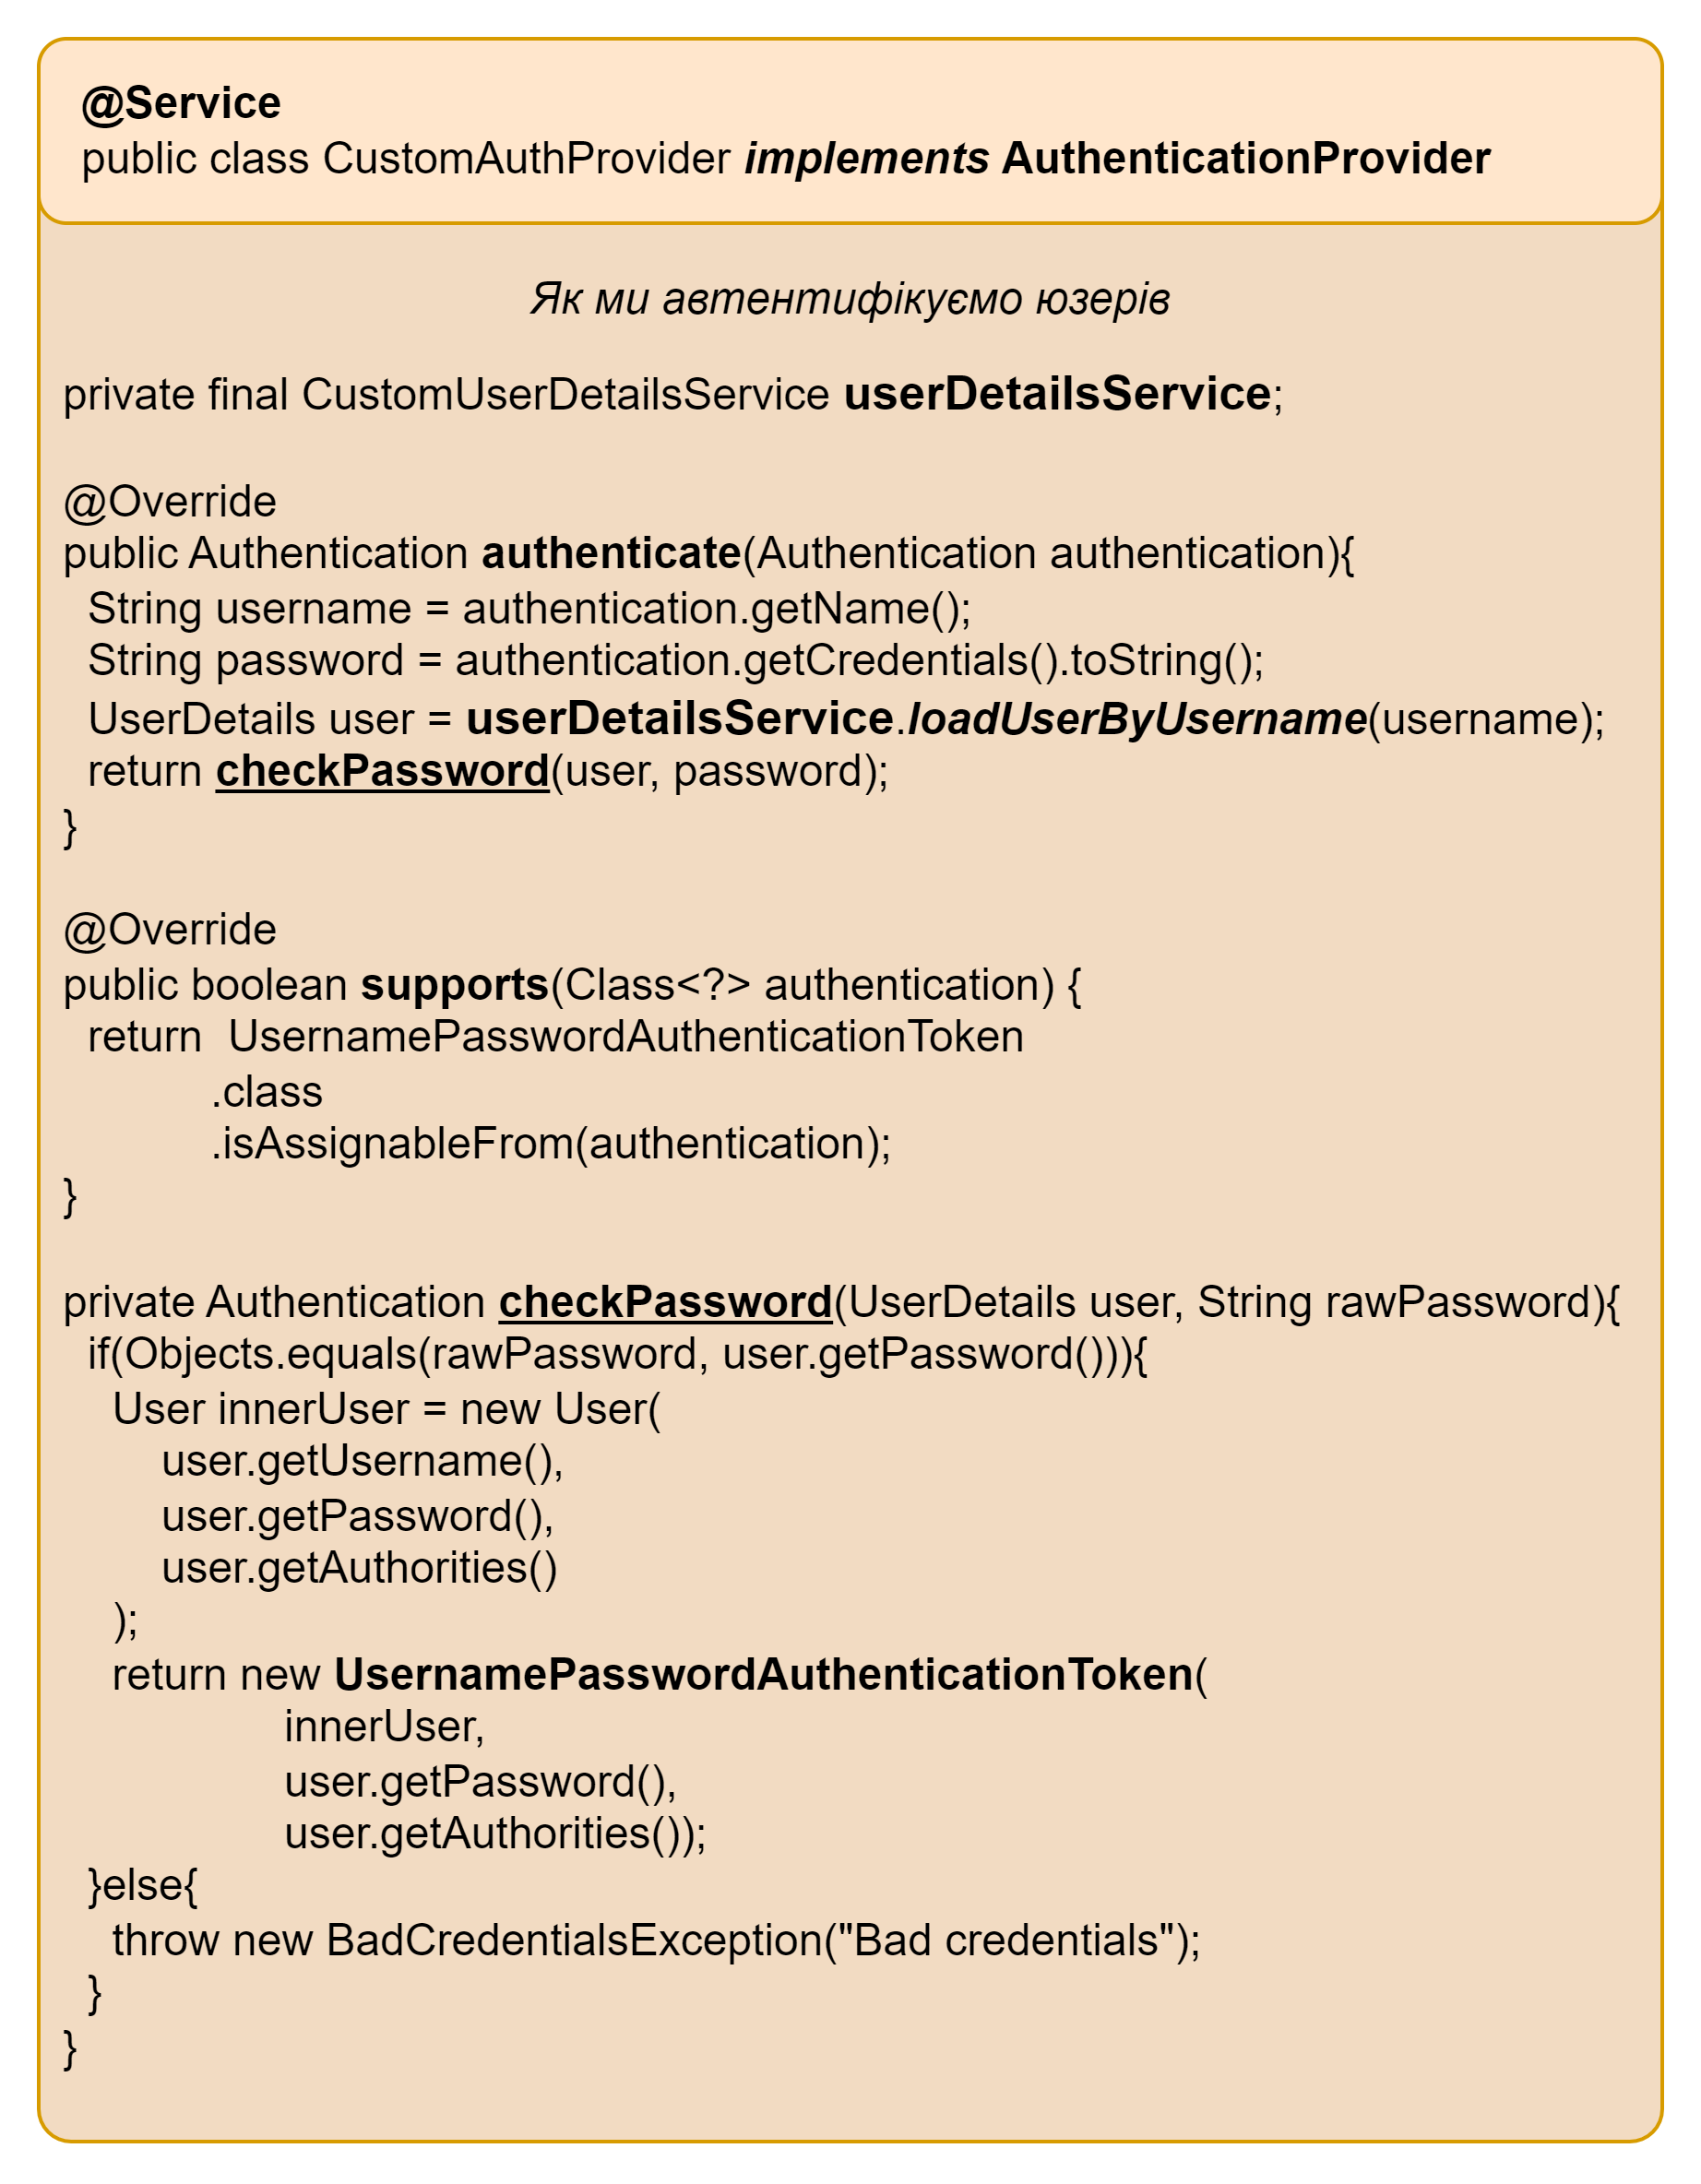 @Service
public class CustomAuthProvider implements AuthenticationProvider
Як ми автентифікуємо юзерів
private final CustomUserDetailsService userDetailsService;
@Override
public Authentication authenticate(Authentication authentication){
String username = authentication.getName();
String password = authentication.getCredentials().toString();
UserDetails user = userDetailsService.loadUserByUsername(username);
return checkPassword(user, password);
}
@Override
public boolean supports(Class<?> authentication) {
return UsernamePasswordAuthenticationToken
.class
.isAssignableFrom(authentication);
}
private Authentication checkPassword(UserDetails user, String rawPassword){
if(Objects.equals(rawPassword, user.getPassword())){
User innerUser = new User(
user.getUsername(),
user.getPassword(),
user.getAuthorities()
);
return new UsernamePasswordAuthenticationToken(
innerUser,
user.getPassword(),
user.getAuthorities());
}else{
throw new BadCredentialsException("Bad credentials");
}
}